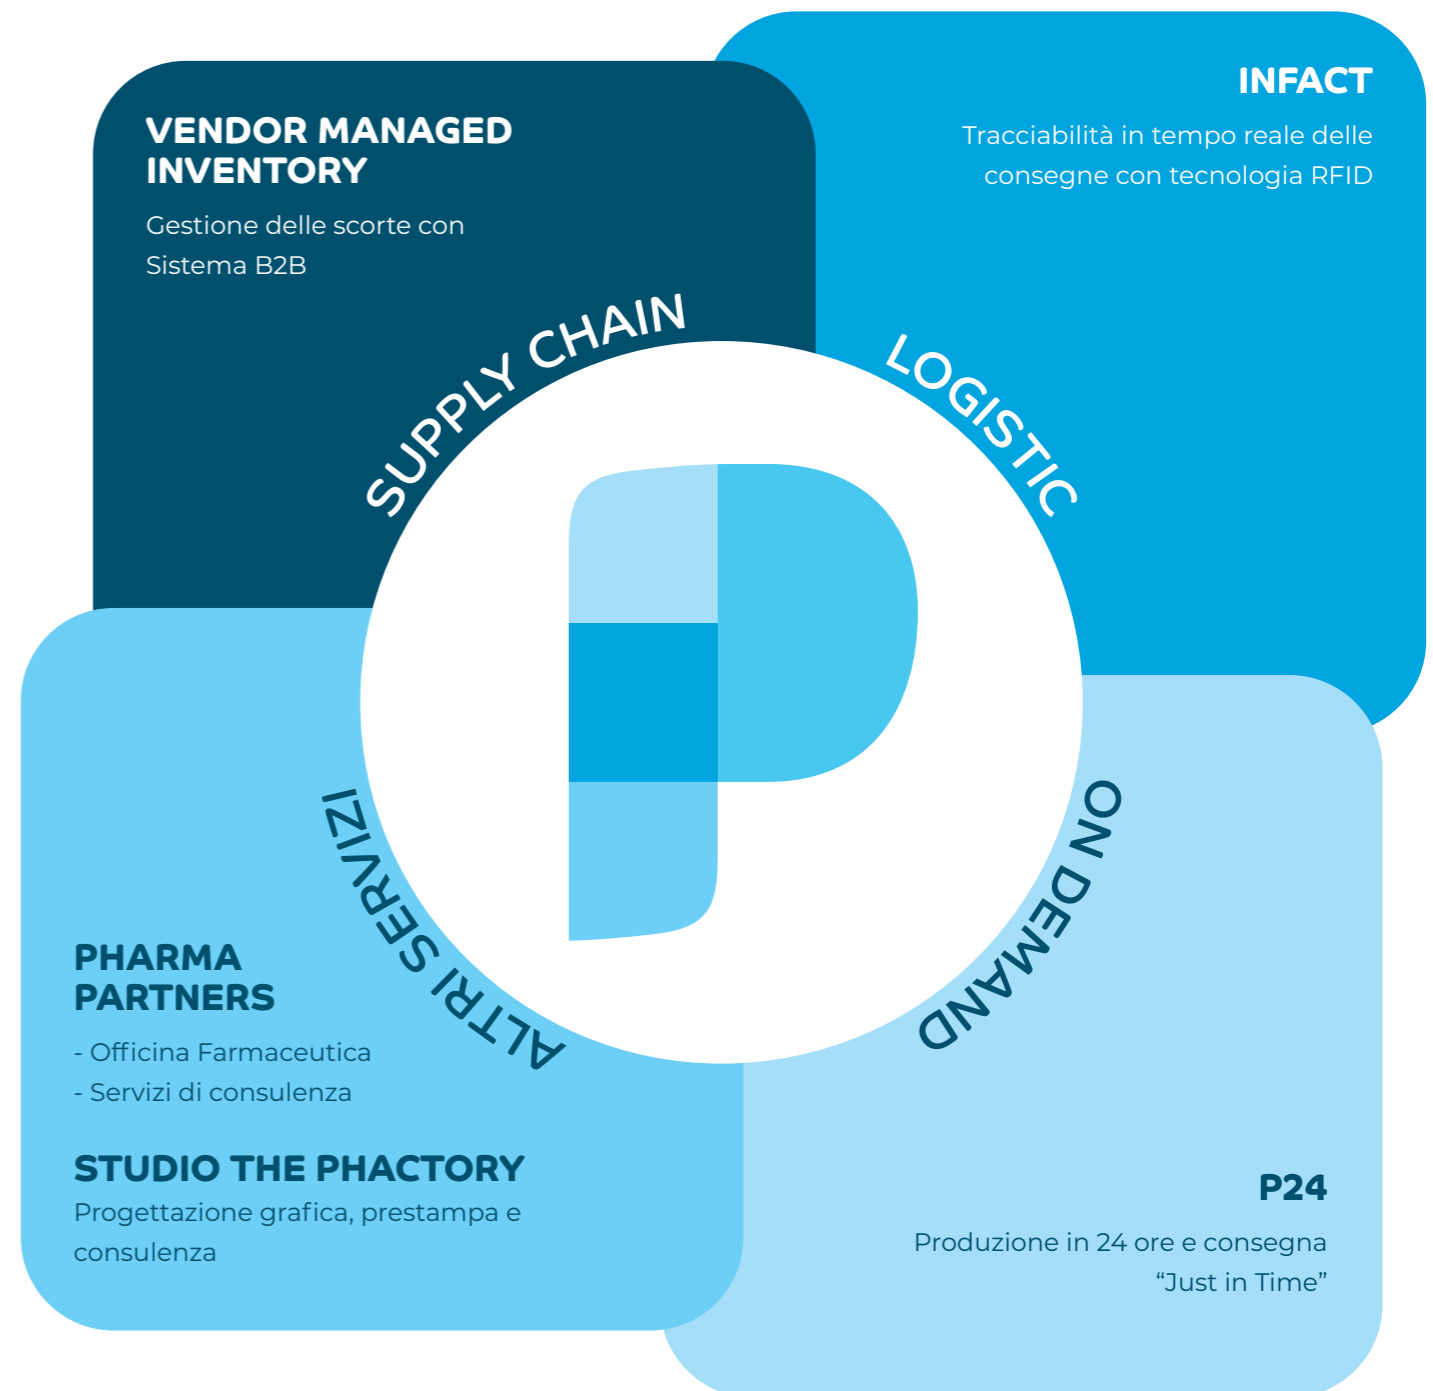 VENDOR MANAGED
INVENTORY
Gestione delle scorte con
Sistema B2B
SUPPLY CHAIN
INFACT
Tracciabilità in tempo reale delle
consegne con tecnologia RFID
LOGISTIC
ALTRI SERVIZI
PHARMA
PARTNERS
- Officina Farmaceutica
- Servizi di consulenza
STUDIO THE PHACTORY
Progettazione grafica, prestampa e
consulenza
ON DEMAND
P24
Produzione in 24 ore e consegna
“Just in Time”
P